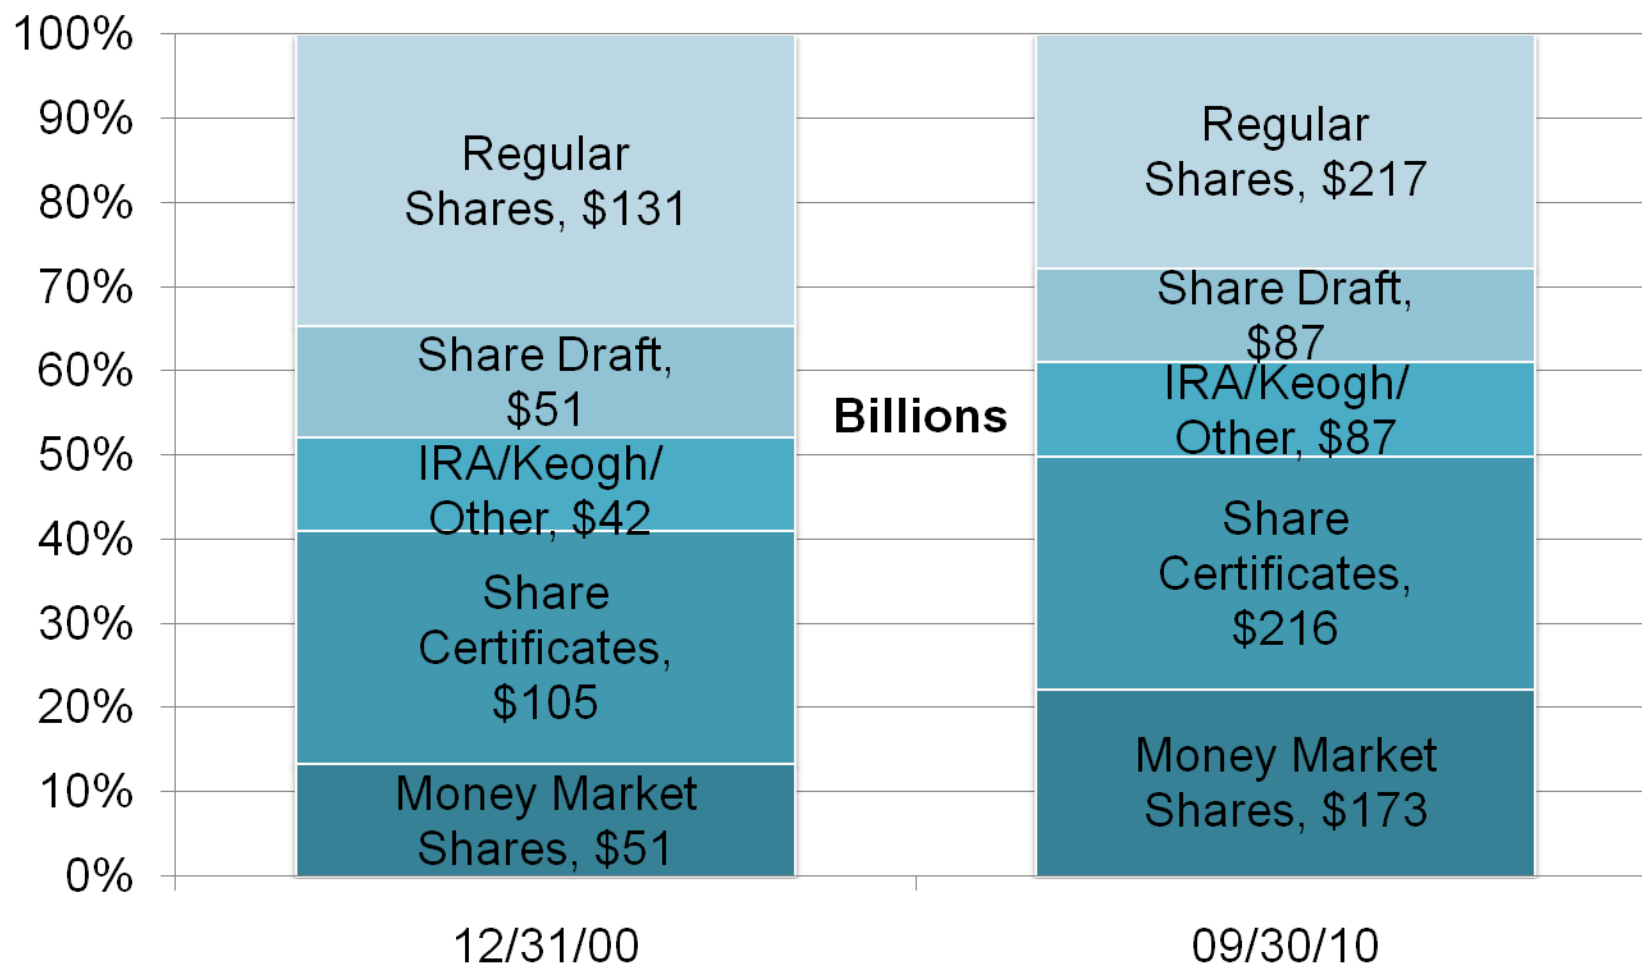 100%
90%
80%
70%
60%
50%
40%
30%
20%
10%
0%
Regular
Shares, $131
Share Draft,
$51
IRA/Keogh/
Other, $42
Share
Certificates,
$105
Money Market
Shares, $51
Billions
Regular
Shares, $217
Share Draft,
$87
IRA/Keogh/
Other, $87
Share
Certificates,
$216
Money Market
Shares, $173
12/31/00
09/30/10